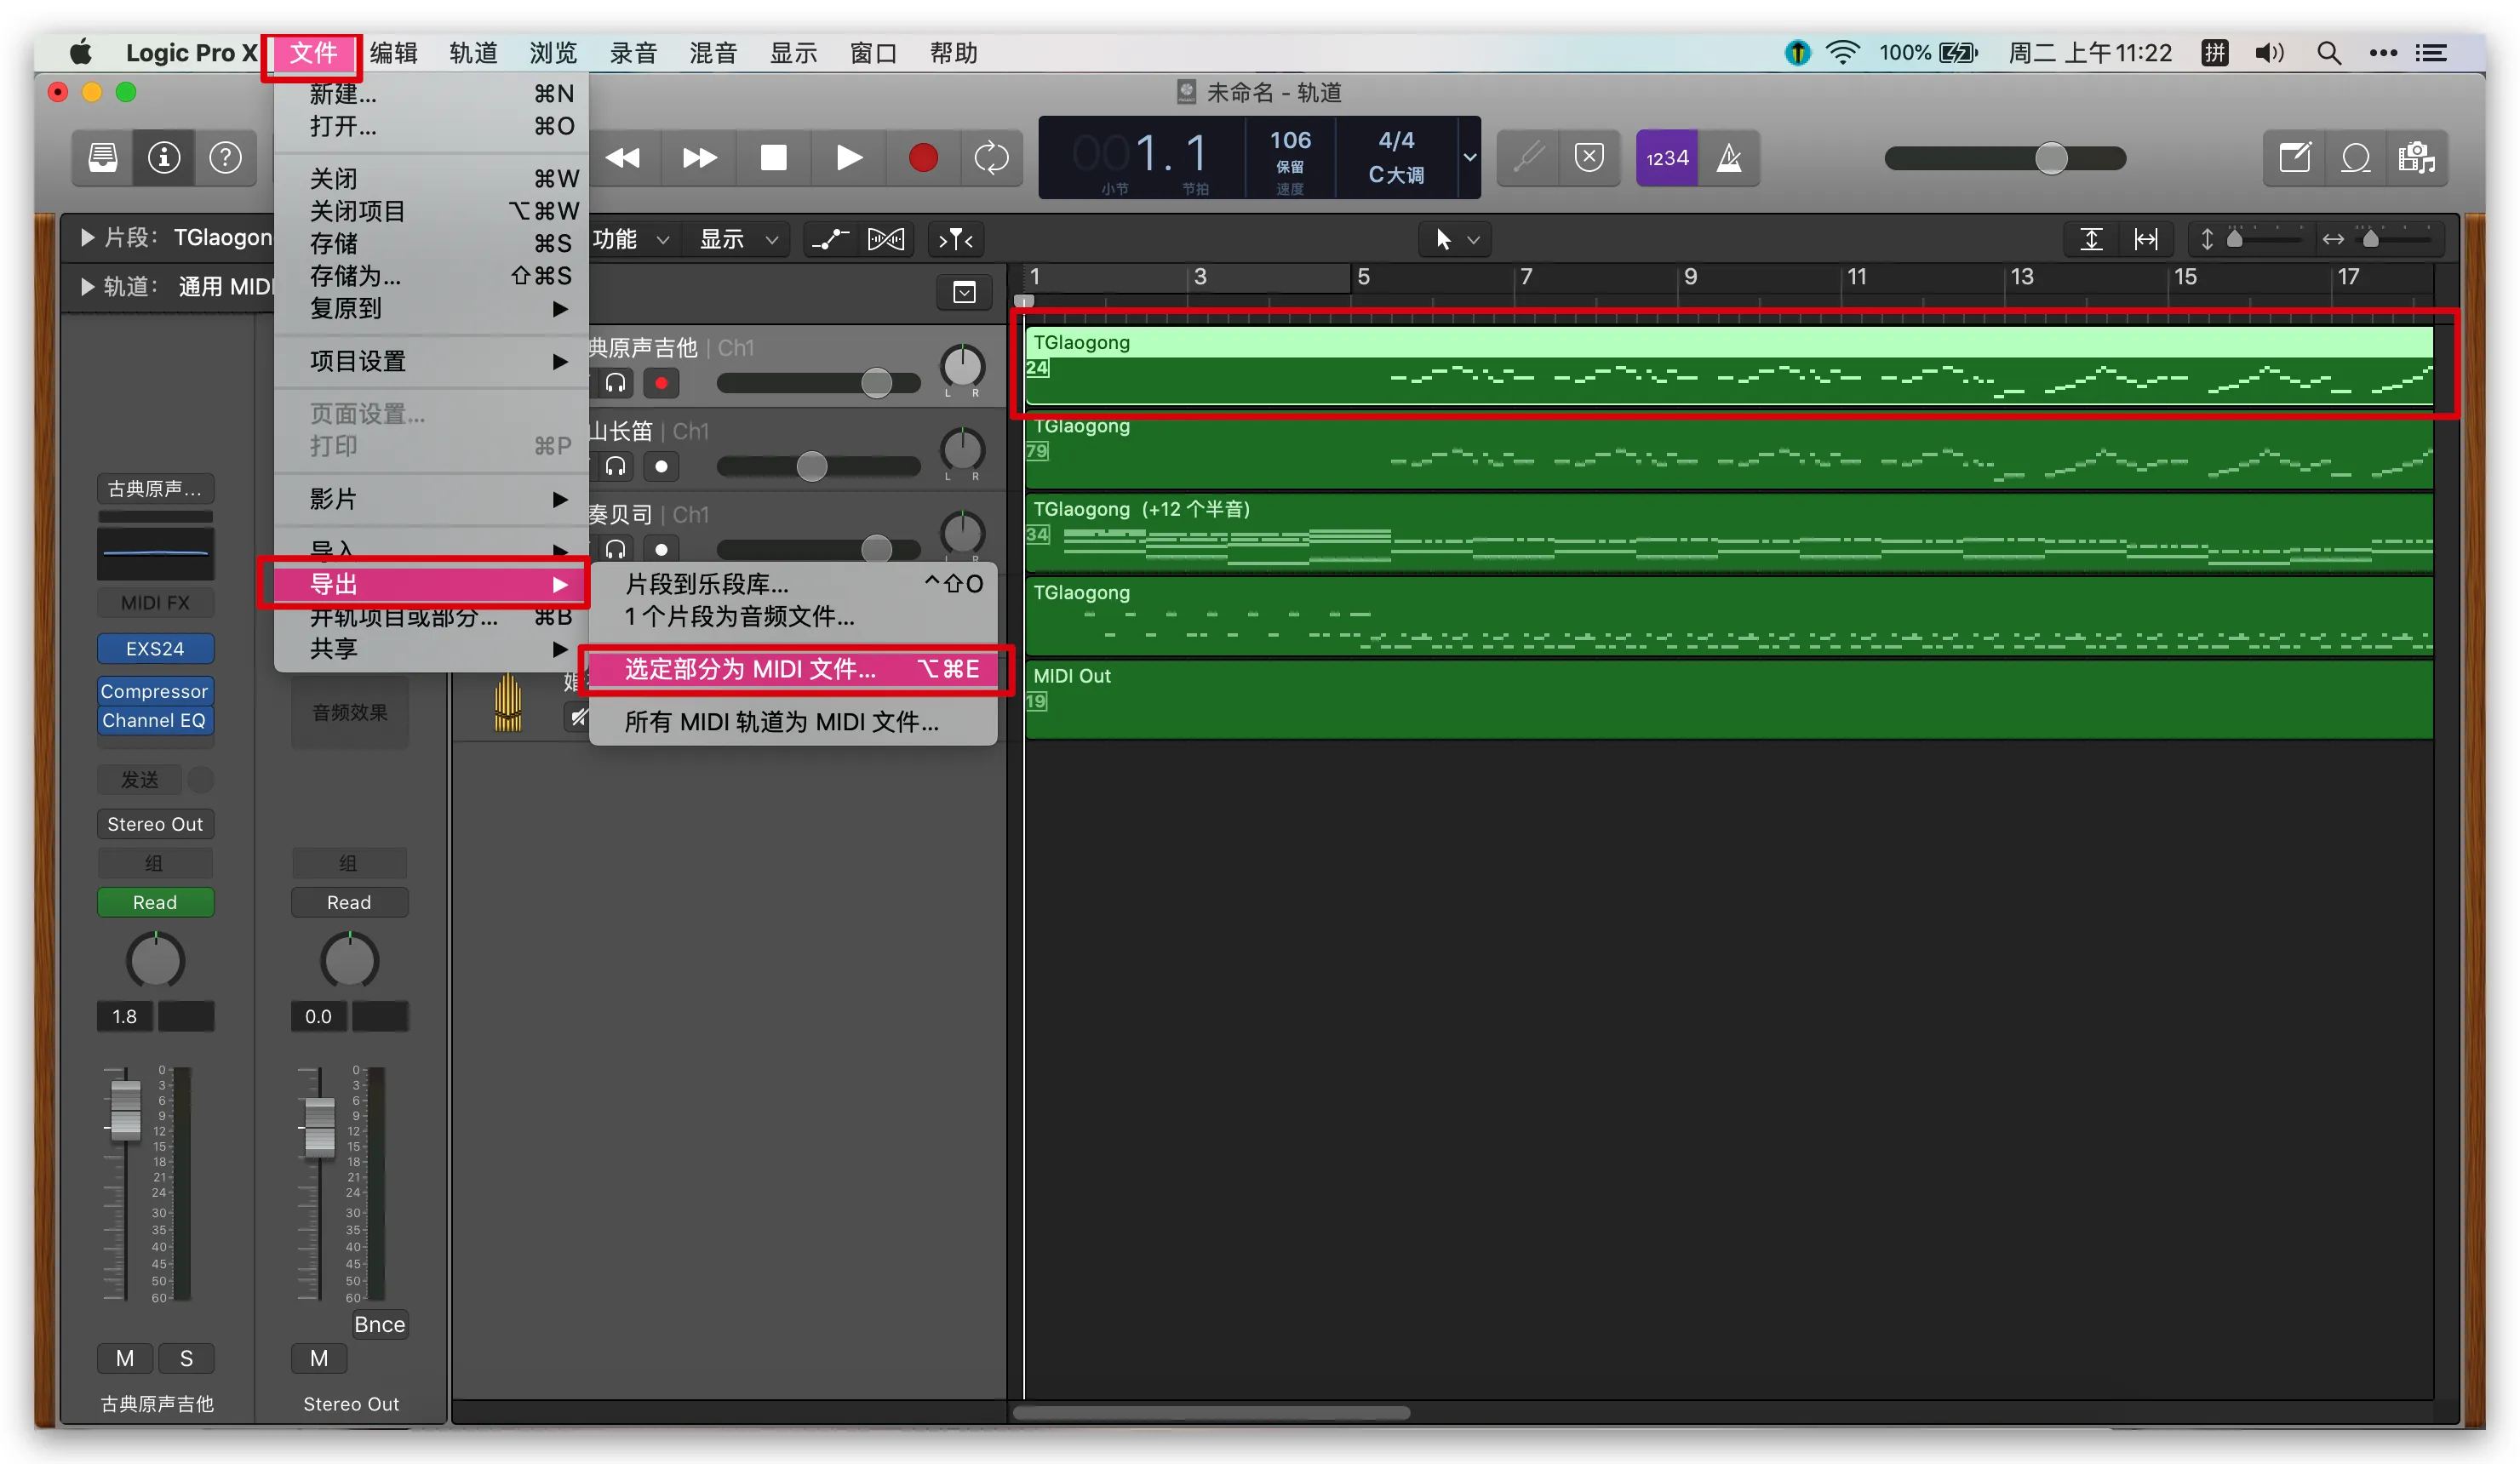 Logic Pro X 文件 编辑 轨道 浏览 录音 混音 显示 窗口 帮助 100% 周二 上午11:22 拼
未命名 - 轨道
新建... ⌘N
打开... ⌘O
关闭 ⌘W
关闭项目 ⌥⌘W
存储 ⌘S
存储为... ⇧⌘S
复原到
项目设置
页面设置...
打印 ⌘P
影片
导入
导出
并轨项目或部分... ⌘B
共享
片段到乐段库... ^⇧O
1 个片段为音频文件...
选定部分为 MIDI 文件... ⌥⌘E
所有 MIDI 轨道为 MIDI 文件...
001. 1
小节 节拍
106
保留
速度
4/4
C大调
1234
片段: TGlaogon
功能 显示
轨道: 通用 MIDI
1 3 5 7 9 11 13 15 17
典原声吉他 | Ch1
L R
山长笛 | Ch1
L R
奏贝司 | Ch1
TGlaogong
24
TGlaogong
79
TGlaogong (+12 个半音)
34
TGlaogong
MIDI Out
19
古典原声...
MIDI FX
EXS24
Compressor
Channel EQ
音频效果
发送
Stereo Out
组 组
Read Read
1.8 0.0
0 0
3 3
6 6
9 9
12 12
15 15
18 18
21 21
24 24
30 30
35 35
40 40
45 45
50 50
60 60
Bnce
M S M
古典原声吉他 Stereo Out